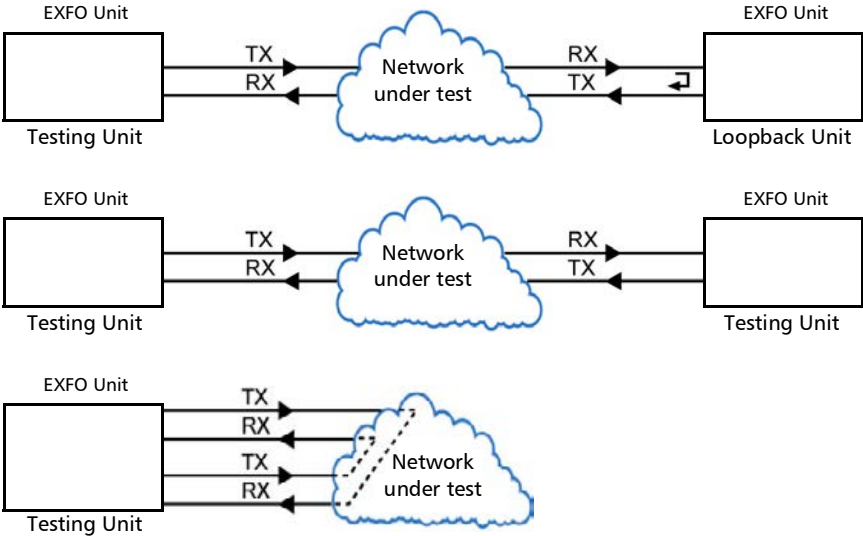 EXFO Unit
EXFO Unit
TX
RX
Network
under test
RX
TX
Testing Unit
Loopback Unit
EXFO Unit
EXFO Unit
TX
RX
Network
under test
RX
TX
Testing Unit
Testing Unit
EXFO Unit
TX
RX
TX
RX
Network
under test
Testing Unit